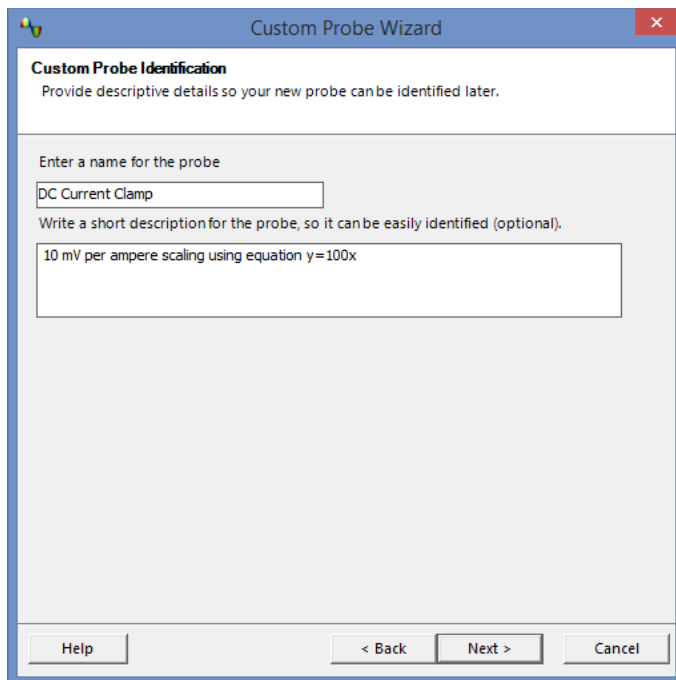 Custom Probe Wizard
Custom Probe Identification
Provide descriptive details so your new probe can be identified later.
Enter a name for the probe
DC Current Clamp
Write a short description for the probe, so it can be easily identified (optional).
10 mV per ampere scaling using equation y=100x
Help
< Back
Next >
Cancel